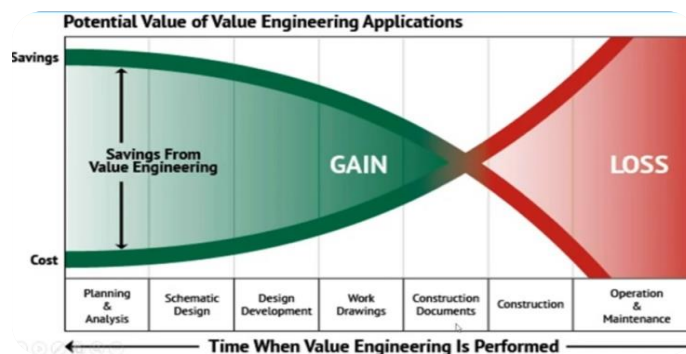 Potential Value of Value Engineering Applications
Savings
Savings From
Value Engineering
GAIN
LOSS
Cost
Planning
&
Analysis
Schematic
Design
Design
Development
Work
Drawings
Construction
Documents
Construction
Operation
&
Maintenance
Time When Value Engineering Is Performed